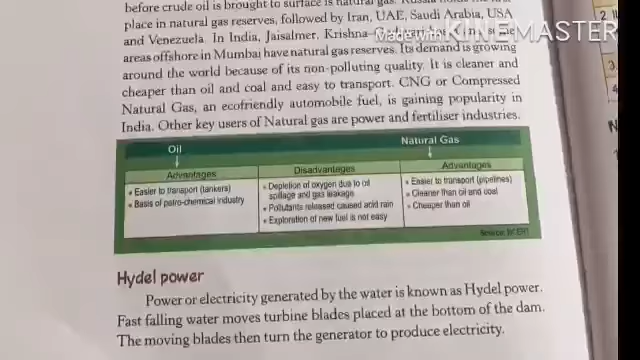 before crude oil is brought to surface is natural gas. Russia holds the first
place in natural gas reserves, followed by Iran, UAE, Saudi Arabia, USA
and Venezuela. In India, Jaisalmer, Krishna
areas offshore in Mumbai have natural gas reserves. Its demand is growing
around the world because of its non-polluting quality. It is cleaner and
cheaper than oil and coal and easy to transport. CNG or Compressed
Natural Gas, an ecofriendly automobile fuel, is gaining popularity in
India. Other key users of Natural gas are power and fertiliser industries.
Made with KINEMASTER
Oil
Natural Gas
Advantages
Disadvantages
Advantages
• Easier to transport (tankers)
• Basis of petro-chemical industry
• Depletion of oxygen due to oil
spillage and gas leakage
• Pollutants released caused acid rain
• Exploration of new fuel is not easy
• Easier to transport (pipelines)
• Cleaner than oil and coal
• Cheaper than oil
Source: NCERT
Hydel power
Power or electricity generated by the water is known as Hydel power.
Fast falling water moves turbine blades placed at the bottom of the dam.
The moving blades then turn the generator to produce electricity.
2.
3.
4
N